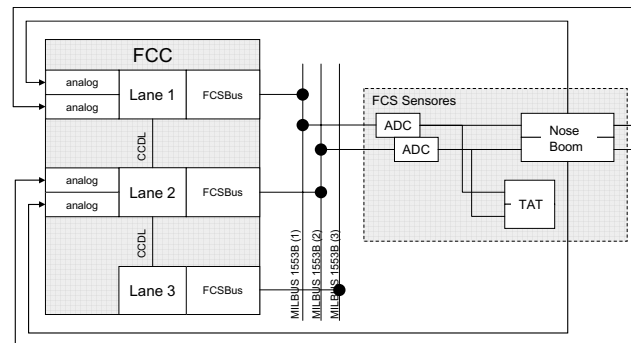 FCC
analog
Lane 1
FCSBus
analog
CCDL
analog
Lane 2
FCSBus
analog
CCDL
Lane 3
FCSBus
MILBUS 1553B (1)
MILBUS 1553B (2)
MILBUS 1553B (3)
FCS Sensores
ADC
ADC
Nose
Boom
TAT